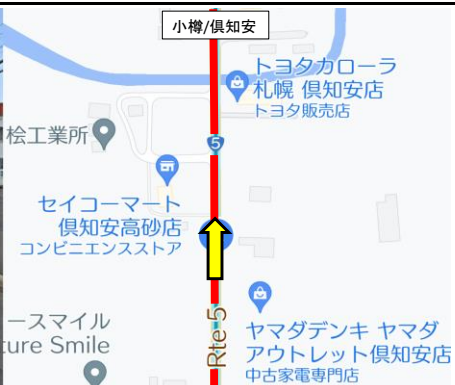 小樽/倶知安
トヨタカローラ
札幌 倶知安店
トヨタ販売店
桧工業所
5
セイコーマート
倶知安高砂店
コンビニエンスストア
Rte 5
ースマイル
ure Smile
ヤマダデンキ ヤマダ
アウトレット倶知安店
中古家電専門店